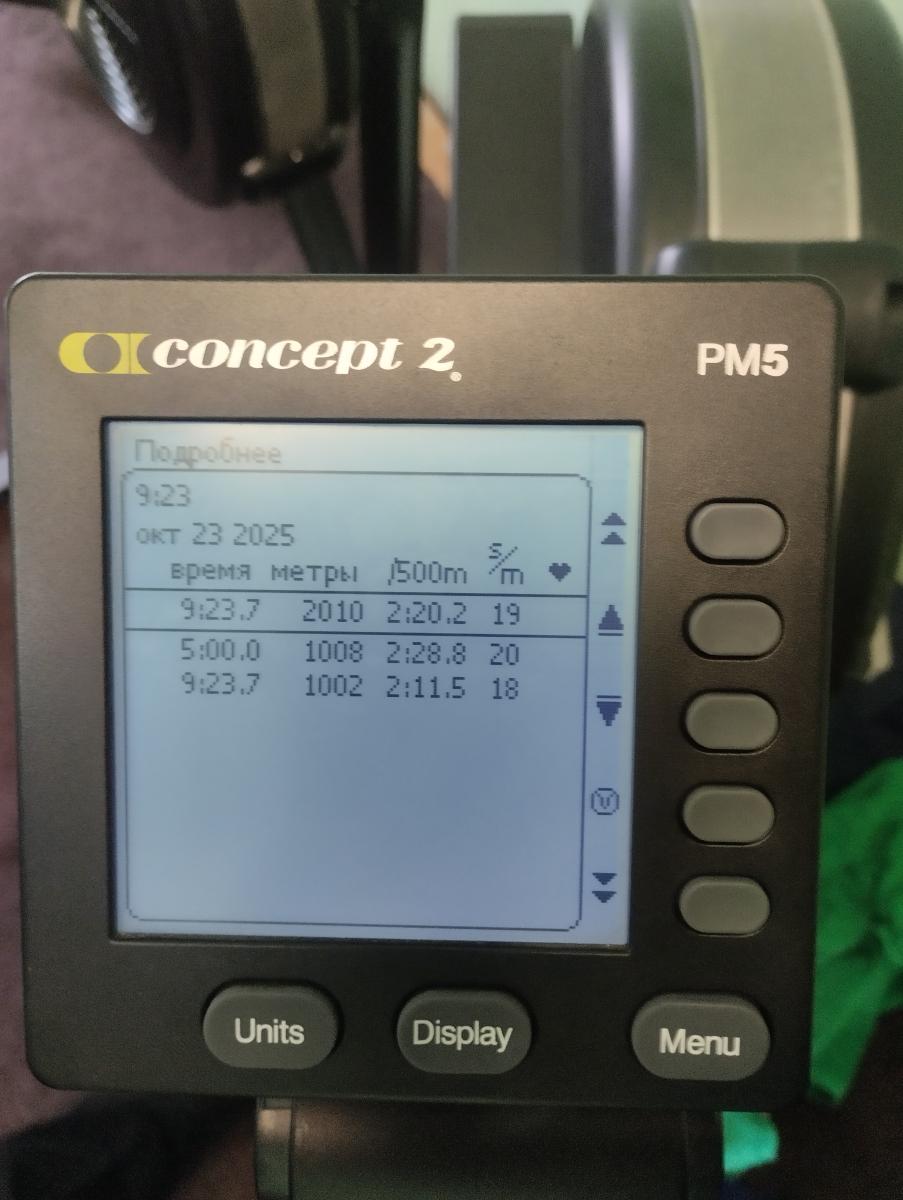 concept 2
PM5
Подробнее
9:23
окт 23 2025
время метры /500m s/m ♥
9:23.7 2010 2:20.2 19
5:00.0 1008 2:28.8 20
9:23.7 1002 2:11.5 18
V
Units Display Menu